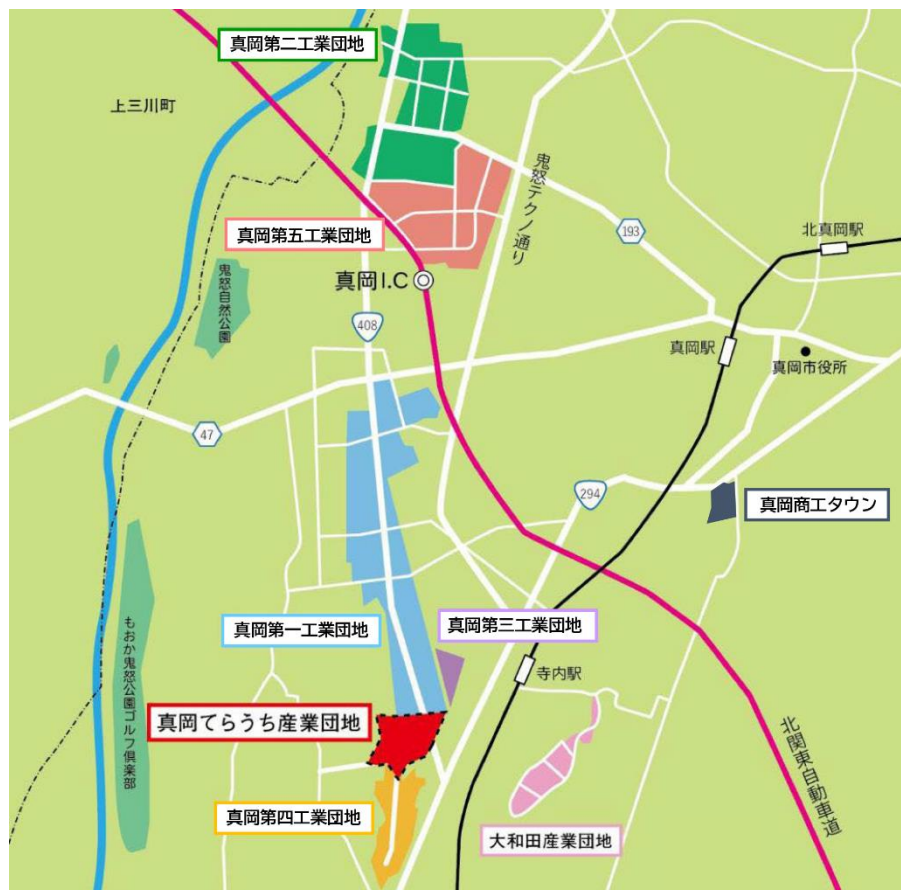 真岡第二工業団地
上三川町
鬼怒テクノ通り
193
北真岡駅
真岡第五工業団地
真岡I.C
鬼怒自然公園
408
真岡駅
真岡市役所
47
294
真岡商工タウン
真岡第一工業団地
真岡第三工業団地
もおか鬼怒公園ゴルフ倶楽部
寺内駅
真岡てらうち産業団地
北関東自動車道
真岡第四工業団地
大和田産業団地